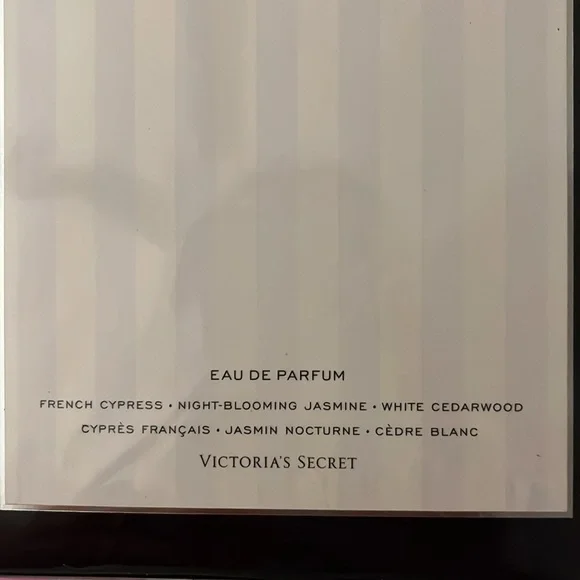 EAU DE PARFUM
FRENCH CYPRESS • NIGHT-BLOOMING JASMINE • WHITE CEDARWOOD
CYPRÈS FRANÇAIS • JASMIN NOCTURNE • CÈDRE BLANC
VICTORIA'S SECRET